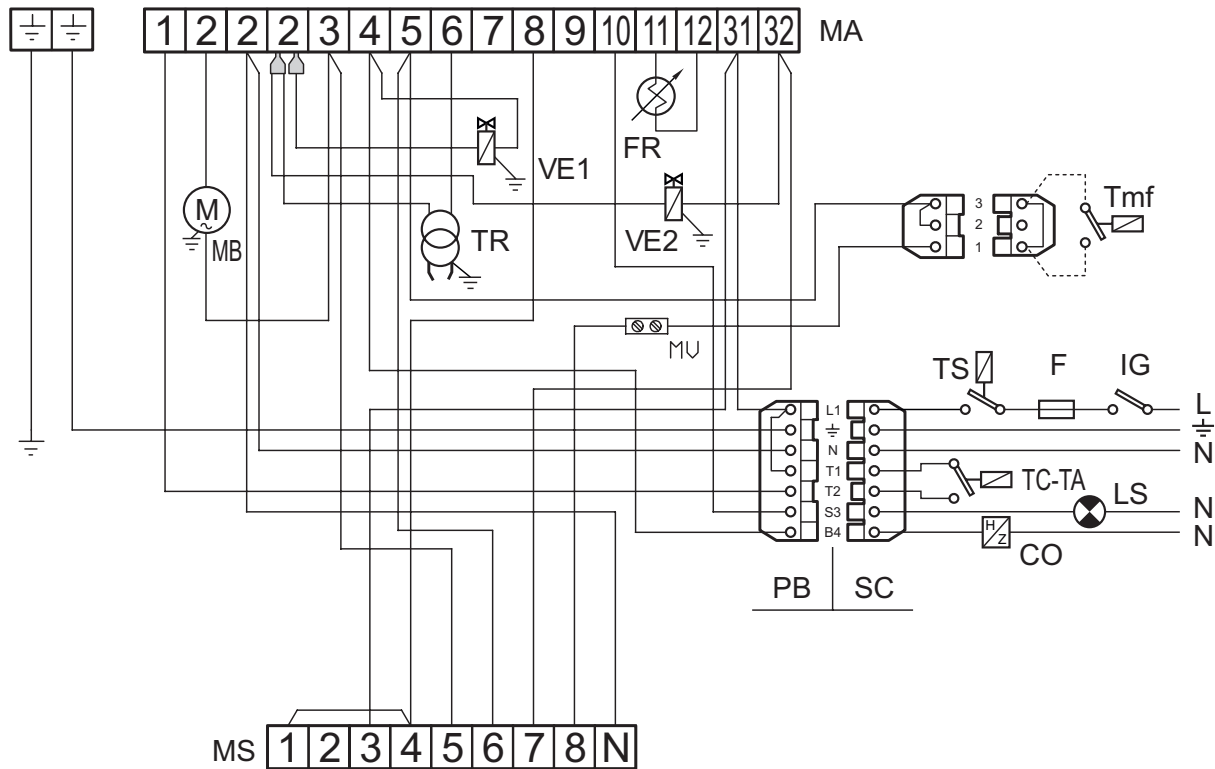 1 2 2 2 3 4 5 6 7 8 9 10 11 12 31 32 MA
VE1
FR
VE2
M
~
MB
TR
3
2
1
Tmf
MV
TS F IG
L1 L
N N
T1
T2
TC-TA
S3 LS N
B4 H Z N
CO
PB SC
MS 1 2 3 4 5 6 7 8 N